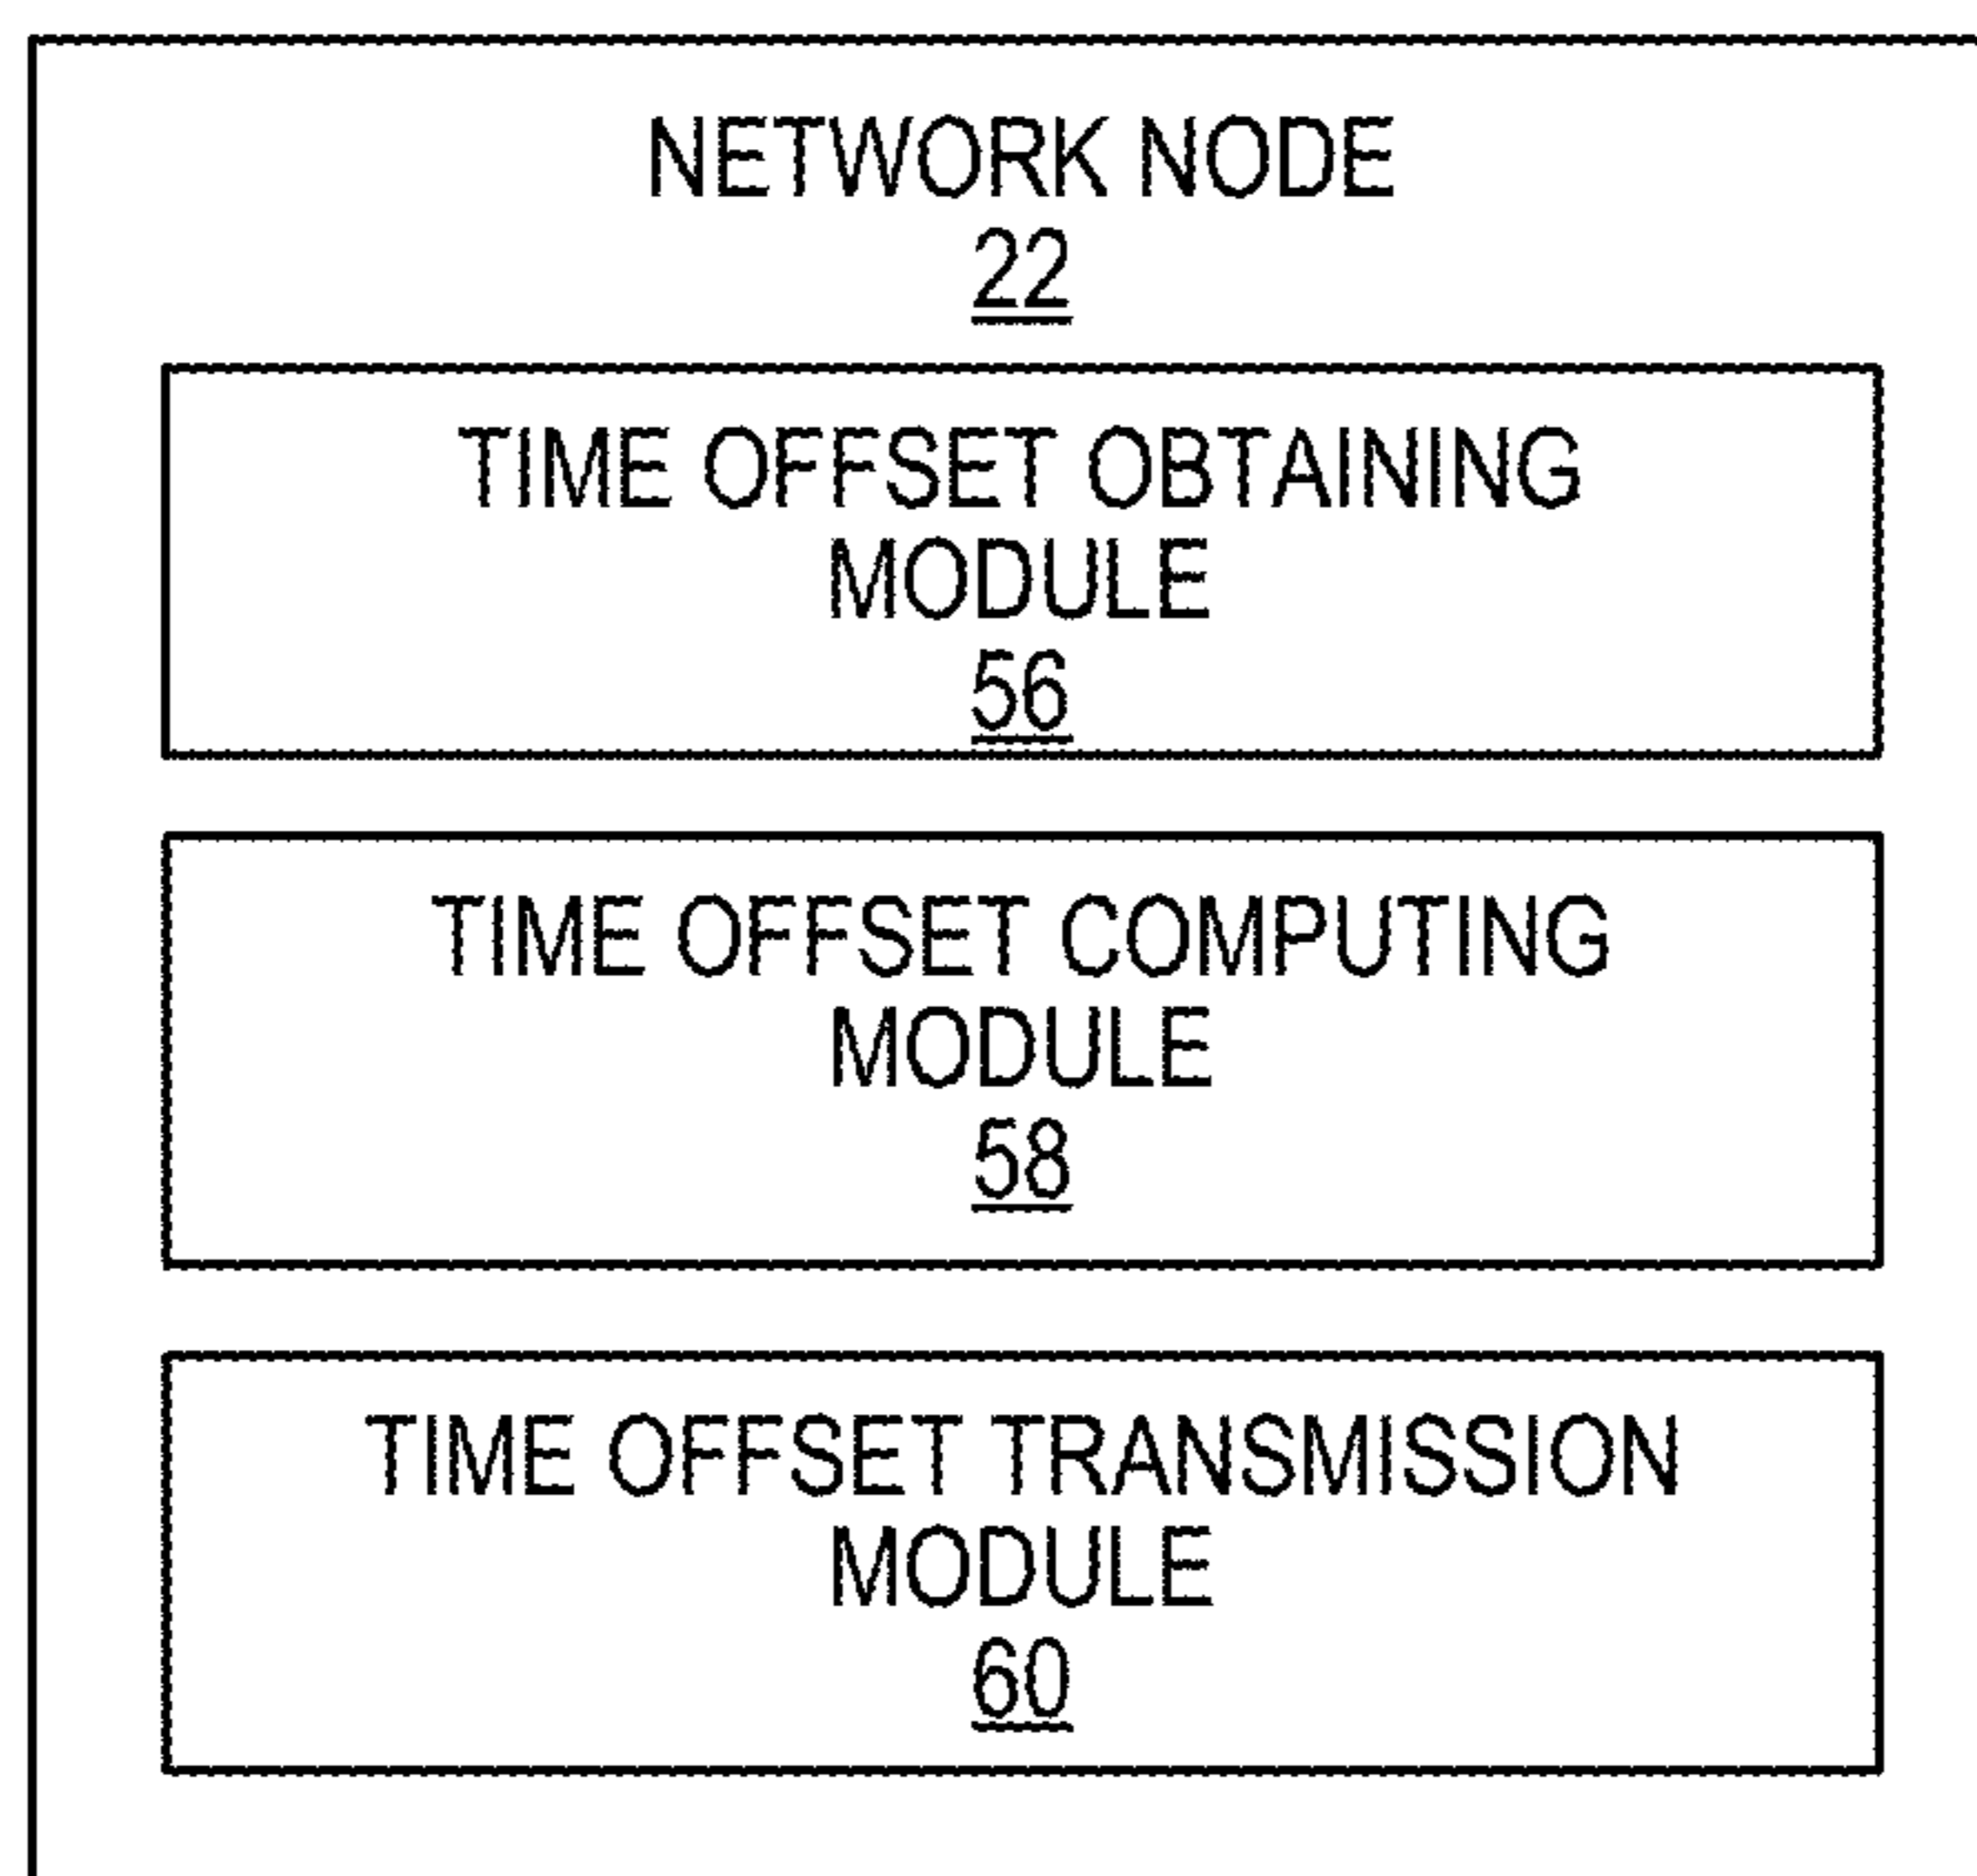 NETWORK NODE
22
TIME OFFSET OBTAINING
MODULE
56
TIME OFFSET COMPUTING
MODULE
58
TIME OFFSET TRANSMISSION
MODULE
60